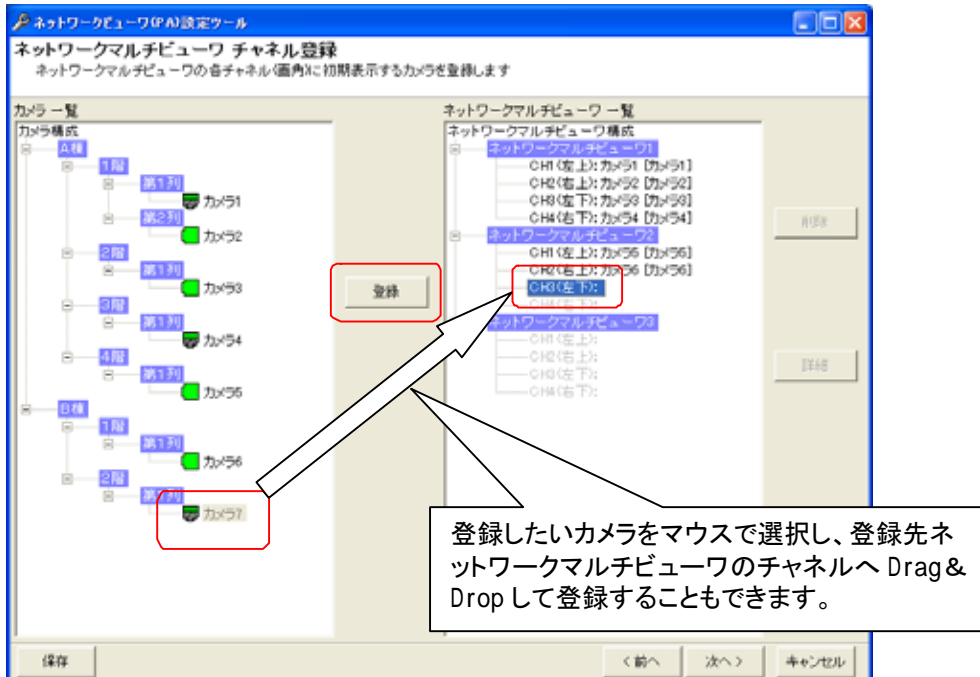 ネットワークビューワ(PA)設定ツール
ネットワークマルチビューワ チャネル登録
ネットワークマルチビューワの各チャネル(画角)に初期表示するカメラを登録します
カメラ一覧
カメラ構成
A棟
1階
第1列
カメラ1
第2列
カメラ2
2階
第1列
カメラ3
3階
第1列
カメラ4
4階
第1列
カメラ5
B棟
1階
第1列
カメラ6
2階
カメラ7
登録
ネットワークマルチビューワ一覧
ネットワークマルチビューワ構成
ネットワークマルチビューワ1
CH1(左上): カメラ1 [カメラ1]
CH2(右上): カメラ2 [カメラ2]
CH3(左下): カメラ3 [カメラ3]
CH4(右下): カメラ4 [カメラ4]
ネットワークマルチビューワ2
CH1(左上): カメラ5 [カメラ5]
CH2(右上): カメラ6 [カメラ6]
CH3(左下):
CH4(右下):
ネットワークマルチビューワ3
CH1(左上):
CH2(右上):
CH3(左下):
CH4(右下):
削除
詳細
登録したいカメラをマウスで選択し、登録先ネ
ットワークマルチビューワのチャネルへ Drag&
Drop して登録することもできます。
保存
<前へ
次へ>
キャンセル